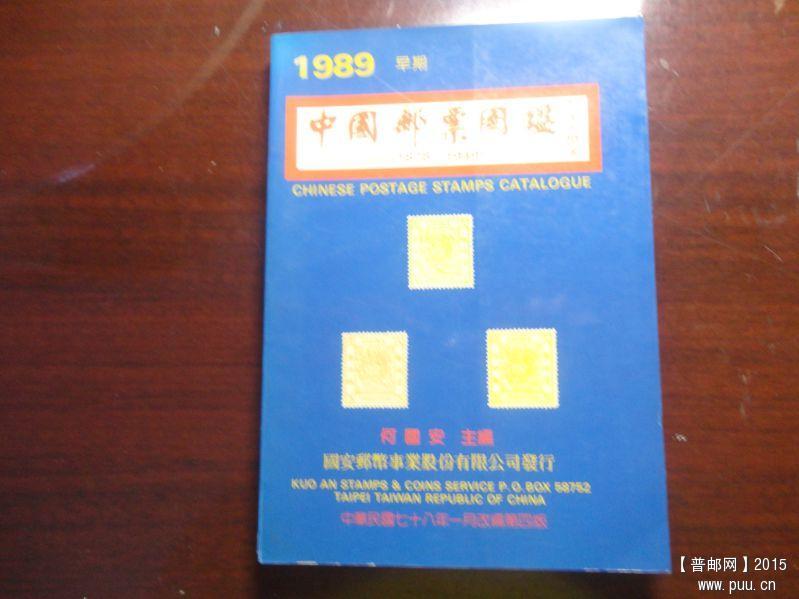 1989 早期
中國郵票圖鑑
CHINESE POSTAGE STAMPS CATALOGUE
何國安 主編
國安郵幣事業股份有限公司發行
KUO AN STAMPS & COINS SERVICE P.O.BOX 58752
TAIPEI TAIWAN REPUBLIC OF CHINA
中華民國七十八年一月改編第四版
【普邮网】2015
www.puu.cn